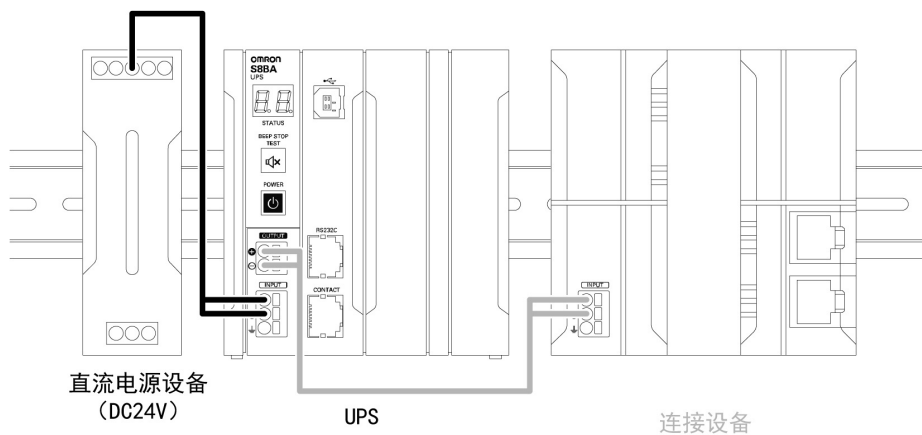 OMRON
S8BA
UPS
STATUS
BEEP STOP
TEST
POWER
OUTPUT
RS232C
INPUT
CONTACT
INPUT
直流电源设备
（DC24V）
UPS
连接设备